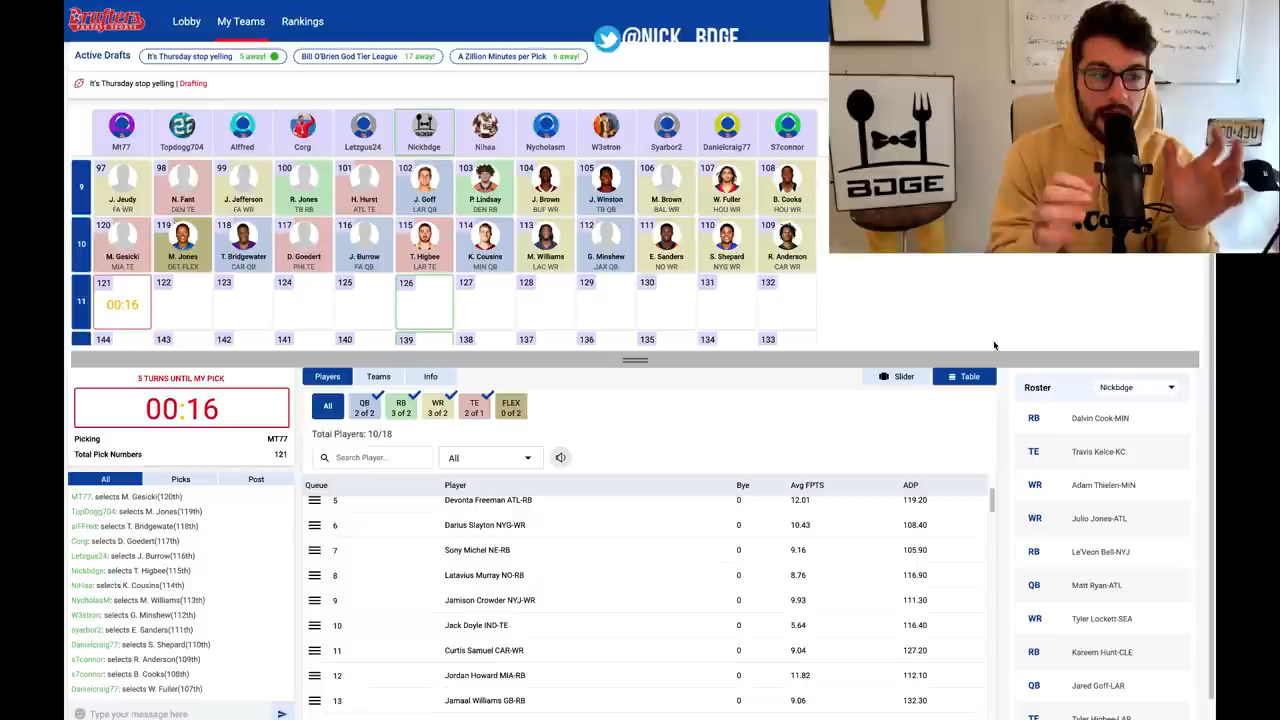 Drafters
FANTASY SPORTS
Lobby My Teams Rankings
@NICK_BDGE
Active Drafts It's Thursday stop yelling 5 away! Bill O'Brien God Tier League 17 away! A Zillion Minutes per Pick 6 away!
It's Thursday stop yelling | Drafting
Mt77 Topdogg704 Alfred Corg Letzgus24 Nickbdge Nihaa Nycholasm W3stron Syarbor2 Danielcraig77 S7connor
9
97 98 99 100 101 102 103 104 105 106 107 108
J. Jeudy N. Fant J. Jefferson R. Jones H. Hurst J. Goff P. Lindsay J. Brown J. Winston M. Brown W. Fuller B. Cooks
FA WR DEN TE FA WR TB RB ATL TE LAR QB DEN RB BUF WR TB QB BAL WR HOU WR HOU WR
10
120 119 118 117 116 115 114 113 112 111 110 109
M. Gesicki M. Jones T. Bridgewater D. Goedert J. Burrow T. Higbee K. Cousins M. Williams G. Minshew E. Sanders S. Shepard R. Anderson
MIA TE DET FLEX CAR QB PHI TE FA QB LAR TE MIN QB LAC WR JAX QB NO WR NYG WR CAR WR
11
121 122 123 124 125 126 127 128 129 130 131 132
00:16
144 143 142 141 140 139 138 137 136 135 134 133
BDGE
5 TURNS UNTIL MY PICK
00:16
Picking MT77
Total Pick Numbers 121
All Picks Post
MT77: selects M. Gesicki(120th)
TopDogg704: selects M. Jones(119th)
alFFred: selects T. Bridgewate(118th)
Corg: selects D. Goedert(117th)
Letzgus24: selects J. Burrow(116th)
Nickbdge: selects T. Higbee(115th)
NiHaa: selects K. Cousins(114th)
NycholasM: selects M. Williams(113th)
W3stron: selects G. Minshew(112th)
syarbor2: selects E. Sanders(111th)
Danielcraig77: selects S. Shepard(110th)
s7connor: selects R. Anderson(109th)
s7connor: selects B. Cooks(108th)
Danielcraig77: selects W. Fuller(107th)
Type your message here
Players Teams Info Slider Table
All QB RB WR TE FLEX
2 of 2 3 of 2 3 of 2 2 of 1 0 of 2
Total Players: 10/18
Search Player... All
Queue Player Bye Avg FPTS ADP
5 Devonta Freeman ATL-RB 0 12.01 119.20
6 Darius Slayton NYG-WR 0 10.43 108.40
7 Sony Michel NE-RB 0 9.16 105.90
8 Latavius Murray NO-RB 0 8.76 116.90
9 Jamison Crowder NYJ-WR 0 9.93 111.30
10 Jack Doyle IND-TE 0 5.64 116.40
11 Curtis Samuel CAR-WR 0 9.04 127.20
12 Jordan Howard MIA-RB 0 11.82 112.10
13 Jamaal Williams GB-RB 0 9.06 132.30
Roster Nickbdge
RB Dalvin Cook-MIN
TE Travis Kelce-KC
WR Adam Thielen-MIN
WR Julio Jones-ATL
RB Le'Veon Bell-NYJ
QB Matt Ryan-ATL
WR Tyler Lockett-SEA
RB Kareem Hunt-CLE
QB Jared Goff-LAR
TE Tyler Higbee-LAR